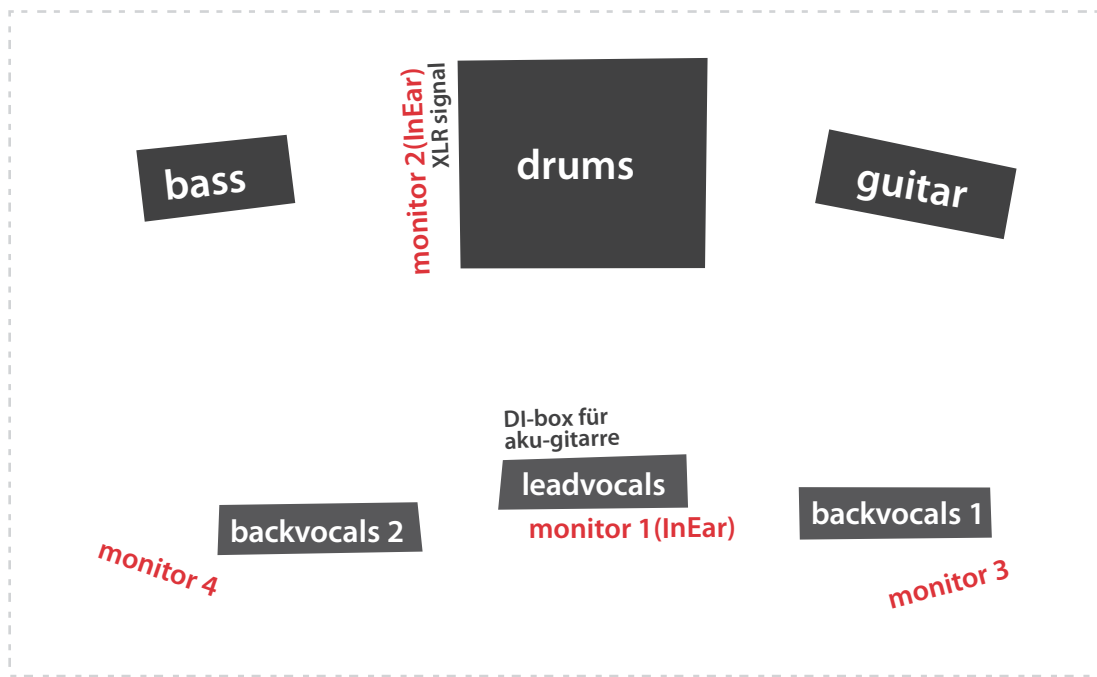 monitor 2(InEar)
XLR signal
drums
bass
guitar
DI-box für
aku-gitarre
leadvocals
monitor 1(InEar)
backvocals 2
backvocals 1
monitor 4
monitor 3